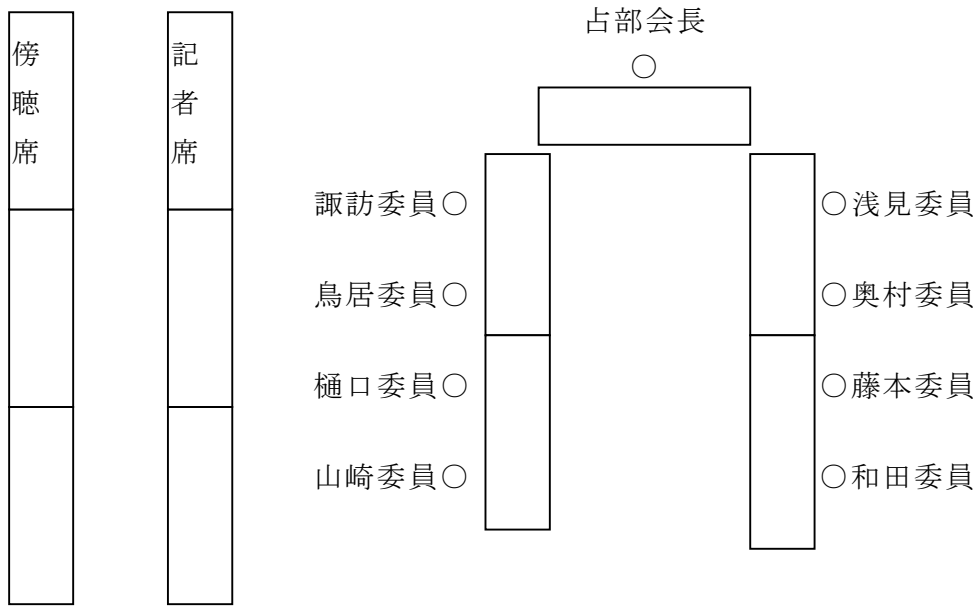 傍聴席
記者席
占部会長
○
諏訪委員○
○浅見委員
鳥居委員○
○奥村委員
樋口委員○
○藤本委員
山崎委員○
○和田委員